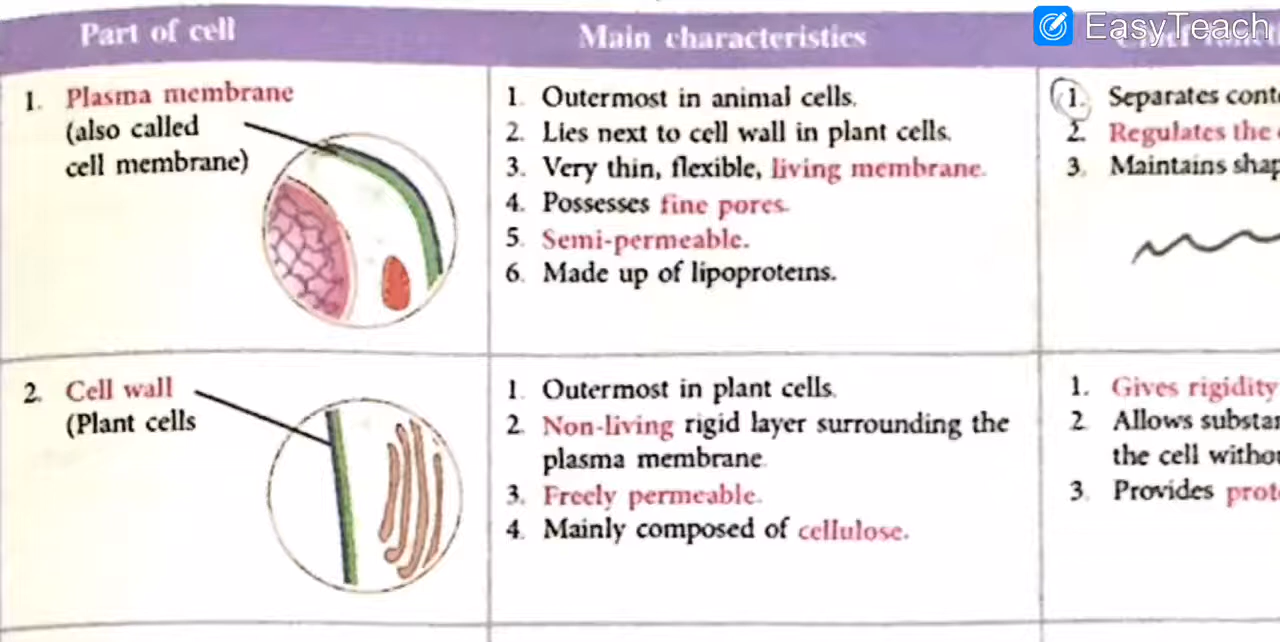 EasyTeach
Part of cell
Main characteristics
1. Plasma membrane
(also called
cell membrane)
1. Outermost in animal cells.
2. Lies next to cell wall in plant cells.
3. Very thin, flexible, living membrane.
4. Possesses fine pores.
5. Semi-permeable.
6. Made up of lipoproteins.
1. Separates
2. Regulates the
3. Maintains
2. Cell wall
(Plant cells
1. Outermost in plant cells.
2. Non-living rigid layer surrounding the
plasma membrane.
3. Freely permeable.
4. Mainly composed of cellulose.
1. Gives rigidity
2. Allows
the cell
3. Provides